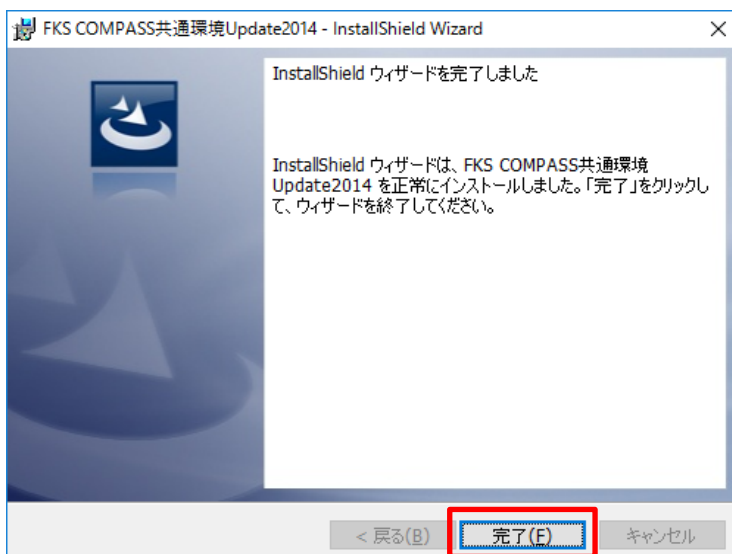 FKS COMPASS共通環境Update2014 - InstallShield Wizard
InstallShield ウィザードを完了しました
InstallShield ウィザードは、FKS COMPASS共通環境
Update2014 を正常にインストールしました。「完了」をクリックし
て、ウィザードを終了してください。
< 戻る(B)
完了(F)
キャンセル